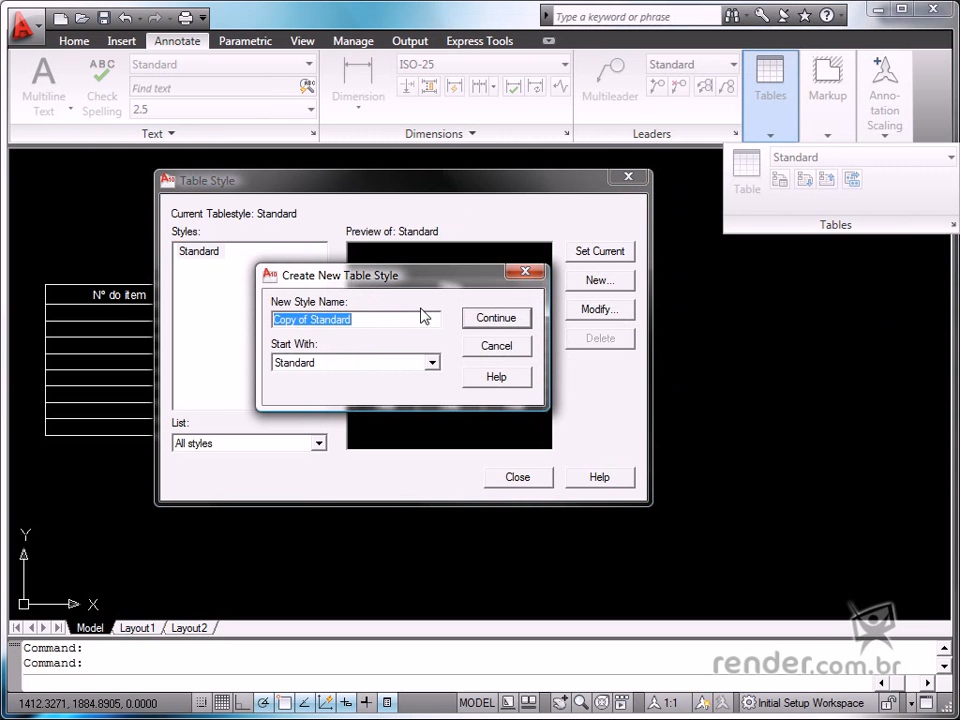 Type a keyword or phrase
Home Insert Annotate Parametric View Manage Output Express Tools
Multiline Text
ABC
Check Spelling
Standard
Find text
2.5
Text
Dimension
ISO-25
Dimensions
Multileader
Standard
Leaders
Tables
Markup
Anno-
tation
Scaling
Table
Standard
Tables
Table Style
Current Tablestyle: Standard
Styles:
Standard
Preview of: Standard
Set Current
New...
Modify...
Delete
Nº do item
Create New Table Style
New Style Name:
Copy of Standard
Continue
Start With:
Standard
Cancel
Help
List:
All styles
Close
Help
Y
X
Model Layout1 Layout2
Command:
Command:
render.com.br
1412.3271, 1884.8905, 0.0000
MODEL
1:1
Initial Setup Workspace